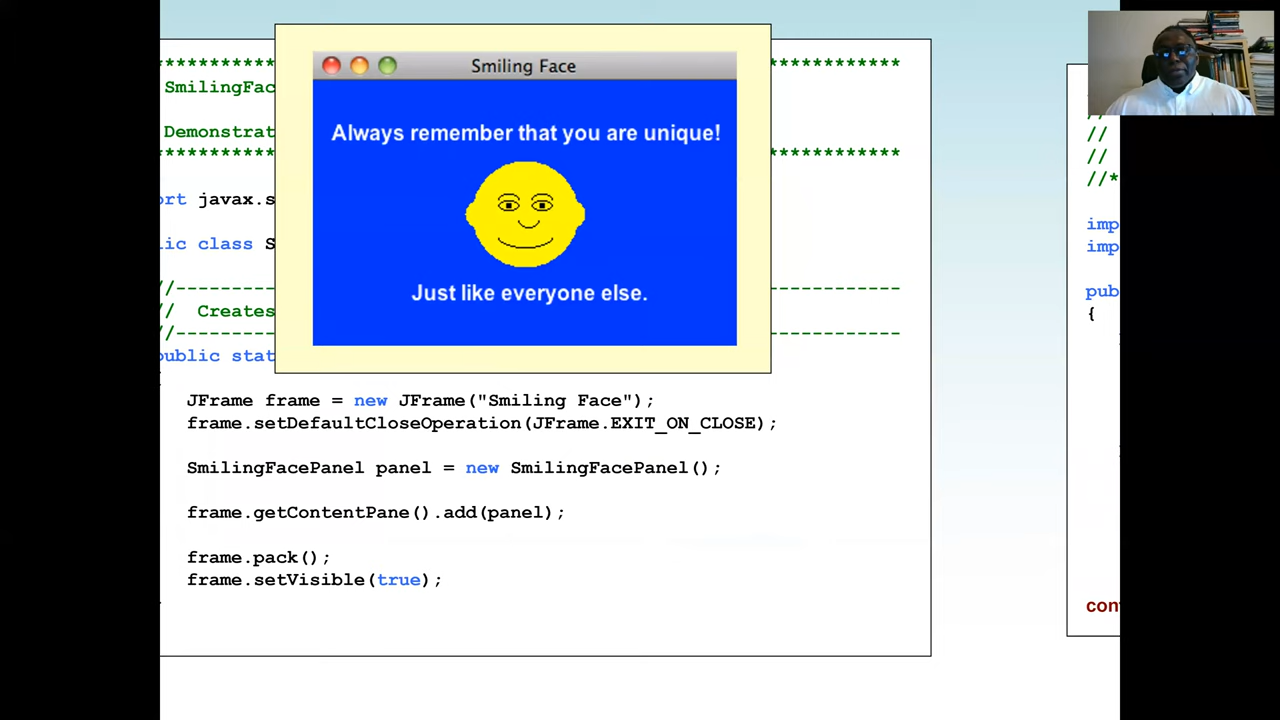 //********************************************************************
SmilingFac
Demonstrat
********************************************************************
ort javax.s
lic class S
//-----------------------------------------------------------------
// Creates
//-----------------------------------------------------------------
public stat
JFrame frame = new JFrame("Smiling Face");
frame.setDefaultCloseOperation(JFrame.EXIT_ON_CLOSE);
SmilingFacePanel panel = new SmilingFacePanel();
frame.getContentPane().add(panel);
frame.pack();
frame.setVisible(true);
Smiling Face
Always remember that you are unique!
Just like everyone else.
//
//
//*
imp
imp
pub
{
con